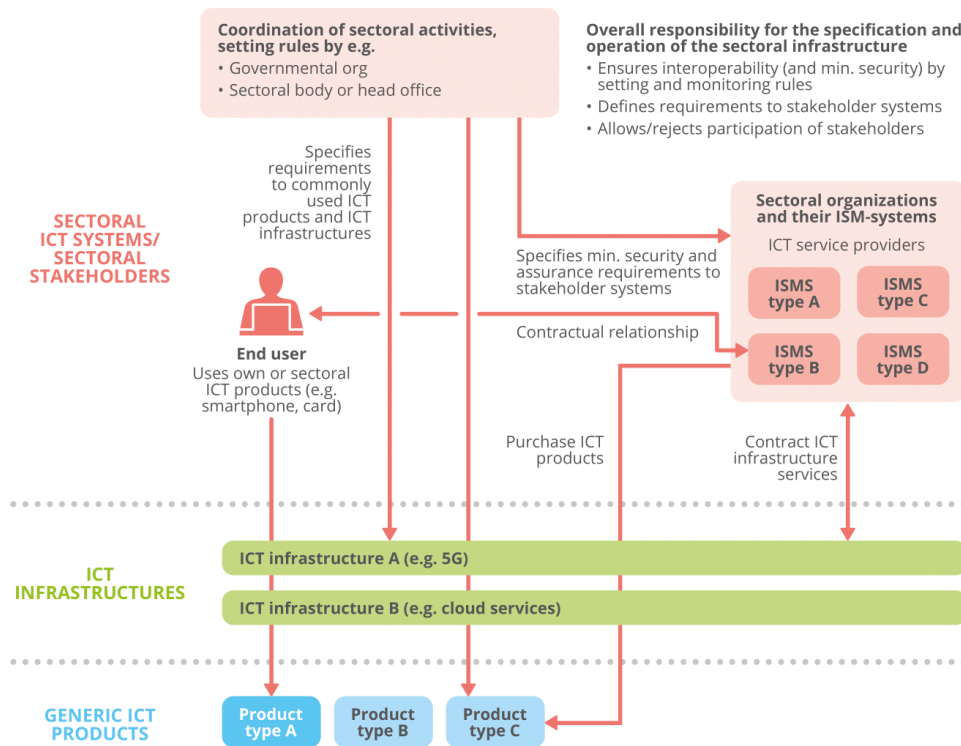 Coordination of sectoral activities,
setting rules by e.g.
• Governmental org
• Sectoral body or head office
Overall responsibility for the specification and
operation of the sectoral infrastructure
• Ensures interoperability (and min. security) by
setting and monitoring rules
• Defines requirements to stakeholder systems
• Allows/rejects participation of stakeholders
Specifies
requirements
to commonly
used ICT
products and ICT
infrastructures
SECTORAL
ICT SYSTEMS/
SECTORAL
STAKEHOLDERS
Sectoral organizations
and their ISM-systems
ICT service providers
ISMS
type A
ISMS
type C
ISMS
type B
ISMS
type D
Specifies min. security and
assurance requirements to
stakeholder systems
Contractual relationship
End user
Uses own or sectoral
ICT products (e.g.
smartphone, card)
Purchase ICT
products
Contract ICT
infrastructure
services
ICT
INFRASTRUCTURES
ICT infrastructure A (e.g. 5G)
ICT infrastructure B (e.g. cloud services)
GENERIC ICT
PRODUCTS
Product
type A
Product
type B
Product
type C